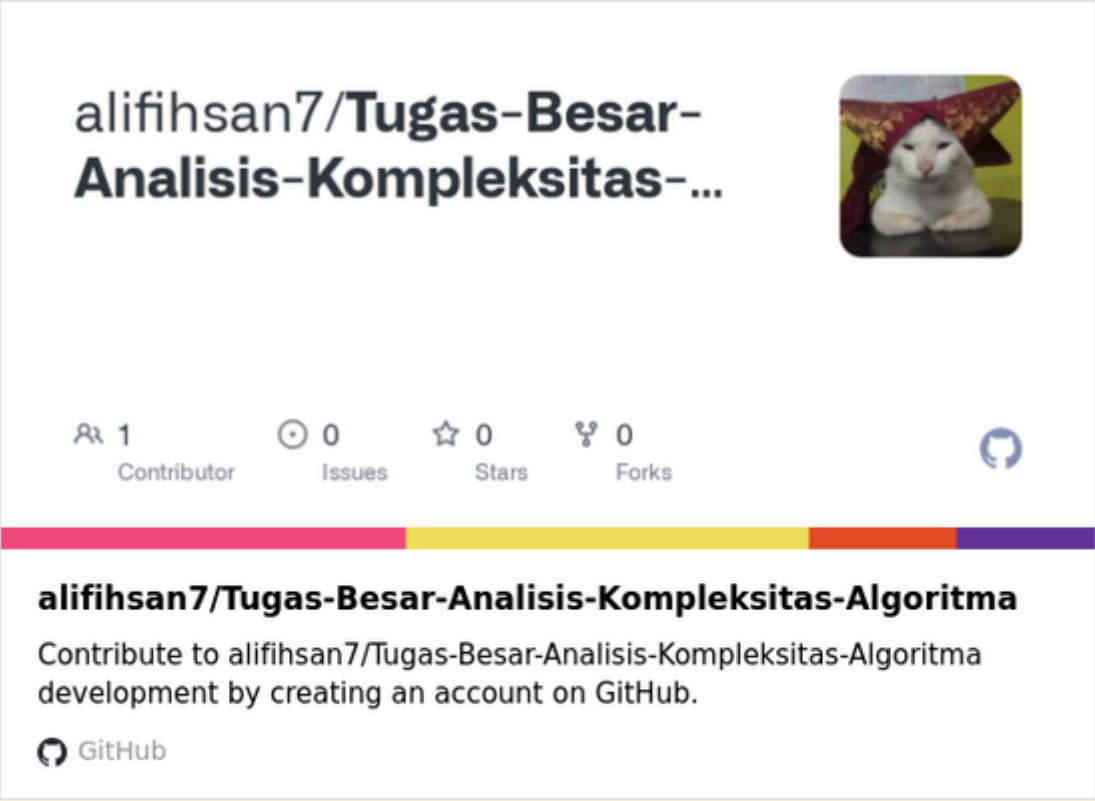 alifihsan7/Tugas-Besar-
Analisis-Kompleksitas-...
1
Contributor
0
Issues
0
Stars
0
Forks
alifihsan7/Tugas-Besar-Analisis-Kompleksitas-Algoritma
Contribute to alifihsan7/Tugas-Besar-Analisis-Kompleksitas-Algoritma
development by creating an account on GitHub.
GitHub